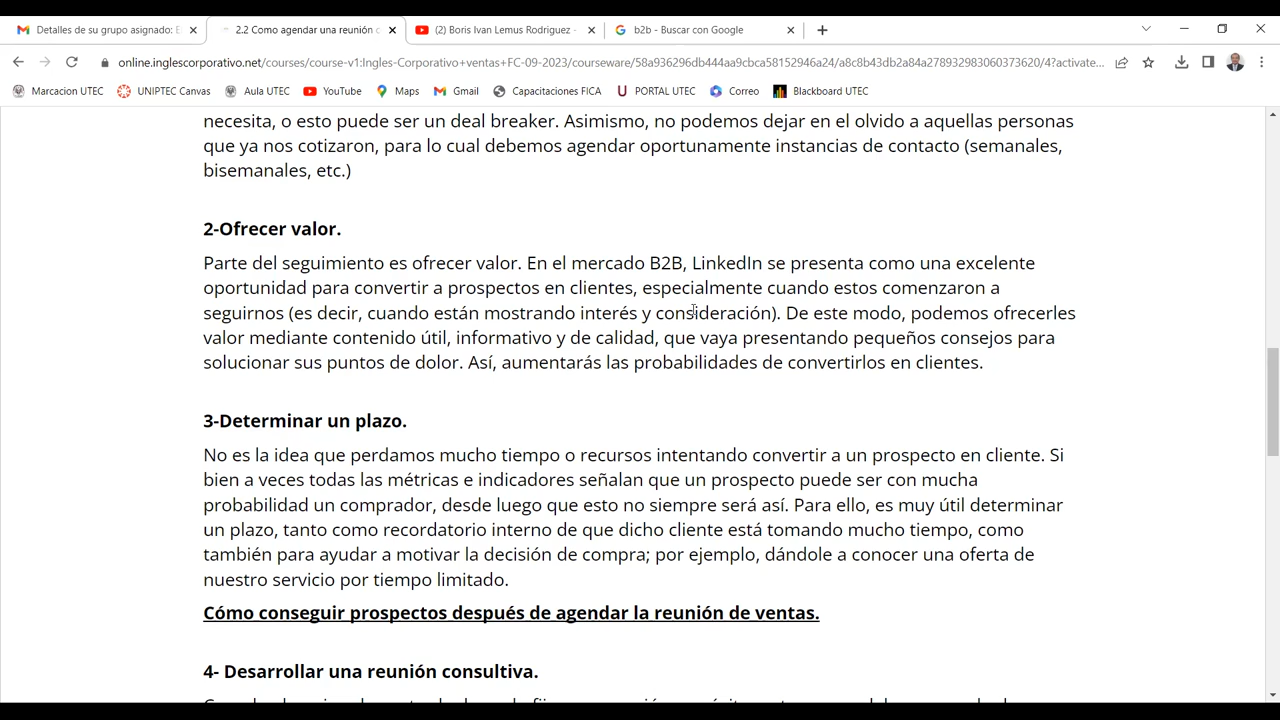 Detalles de su grupo asignado: E
2.2 Como agendar una reunión c
(2) Boris Ivan Lemus Rodriguez -
b2b - Buscar con Google
online.inglescorporativo.net/courses/course-v1:Ingles-Corporativo+ventas+FC-09-2023/courseware/58a936296db444aa9cbca58152946a24/a8c8b43db2a84a278932983060373620/4?activate...
Marcacion UTEC
UNIPTEC Canvas
Aula UTEC
YouTube
Maps
Gmail
Capacitaciones FICA
PORTAL UTEC
Correo
Blackboard UTEC
necesita, o esto puede ser un deal breaker. Asimismo, no podemos dejar en el olvido a aquellas personas
que ya nos cotizaron, para lo cual debemos agendar oportunamente instancias de contacto (semanales,
bisemanales, etc.)
2-Ofrecer valor.
Parte del seguimiento es ofrecer valor. En el mercado B2B, LinkedIn se presenta como una excelente
oportunidad para convertir a prospectos en clientes, especialmente cuando estos comenzaron a
seguirnos (es decir, cuando están mostrando interés y consideración). De este modo, podemos ofrecerles
valor mediante contenido útil, informativo y de calidad, que vaya presentando pequeños consejos para
solucionar sus puntos de dolor. Así, aumentarás las probabilidades de convertirlos en clientes.
3-Determinar un plazo.
No es la idea que perdamos mucho tiempo o recursos intentando convertir a un prospecto en cliente. Si
bien a veces todas las métricas e indicadores señalan que un prospecto puede ser con mucha
probabilidad un comprador, desde luego que esto no siempre será así. Para ello, es muy útil determinar
un plazo, tanto como recordatorio interno de que dicho cliente está tomando mucho tiempo, como
también para ayudar a motivar la decisión de compra; por ejemplo, dándole a conocer una oferta de
nuestro servicio por tiempo limitado.
Cómo conseguir prospectos después de agendar la reunión de ventas.
4- Desarrollar una reunión consultiva.